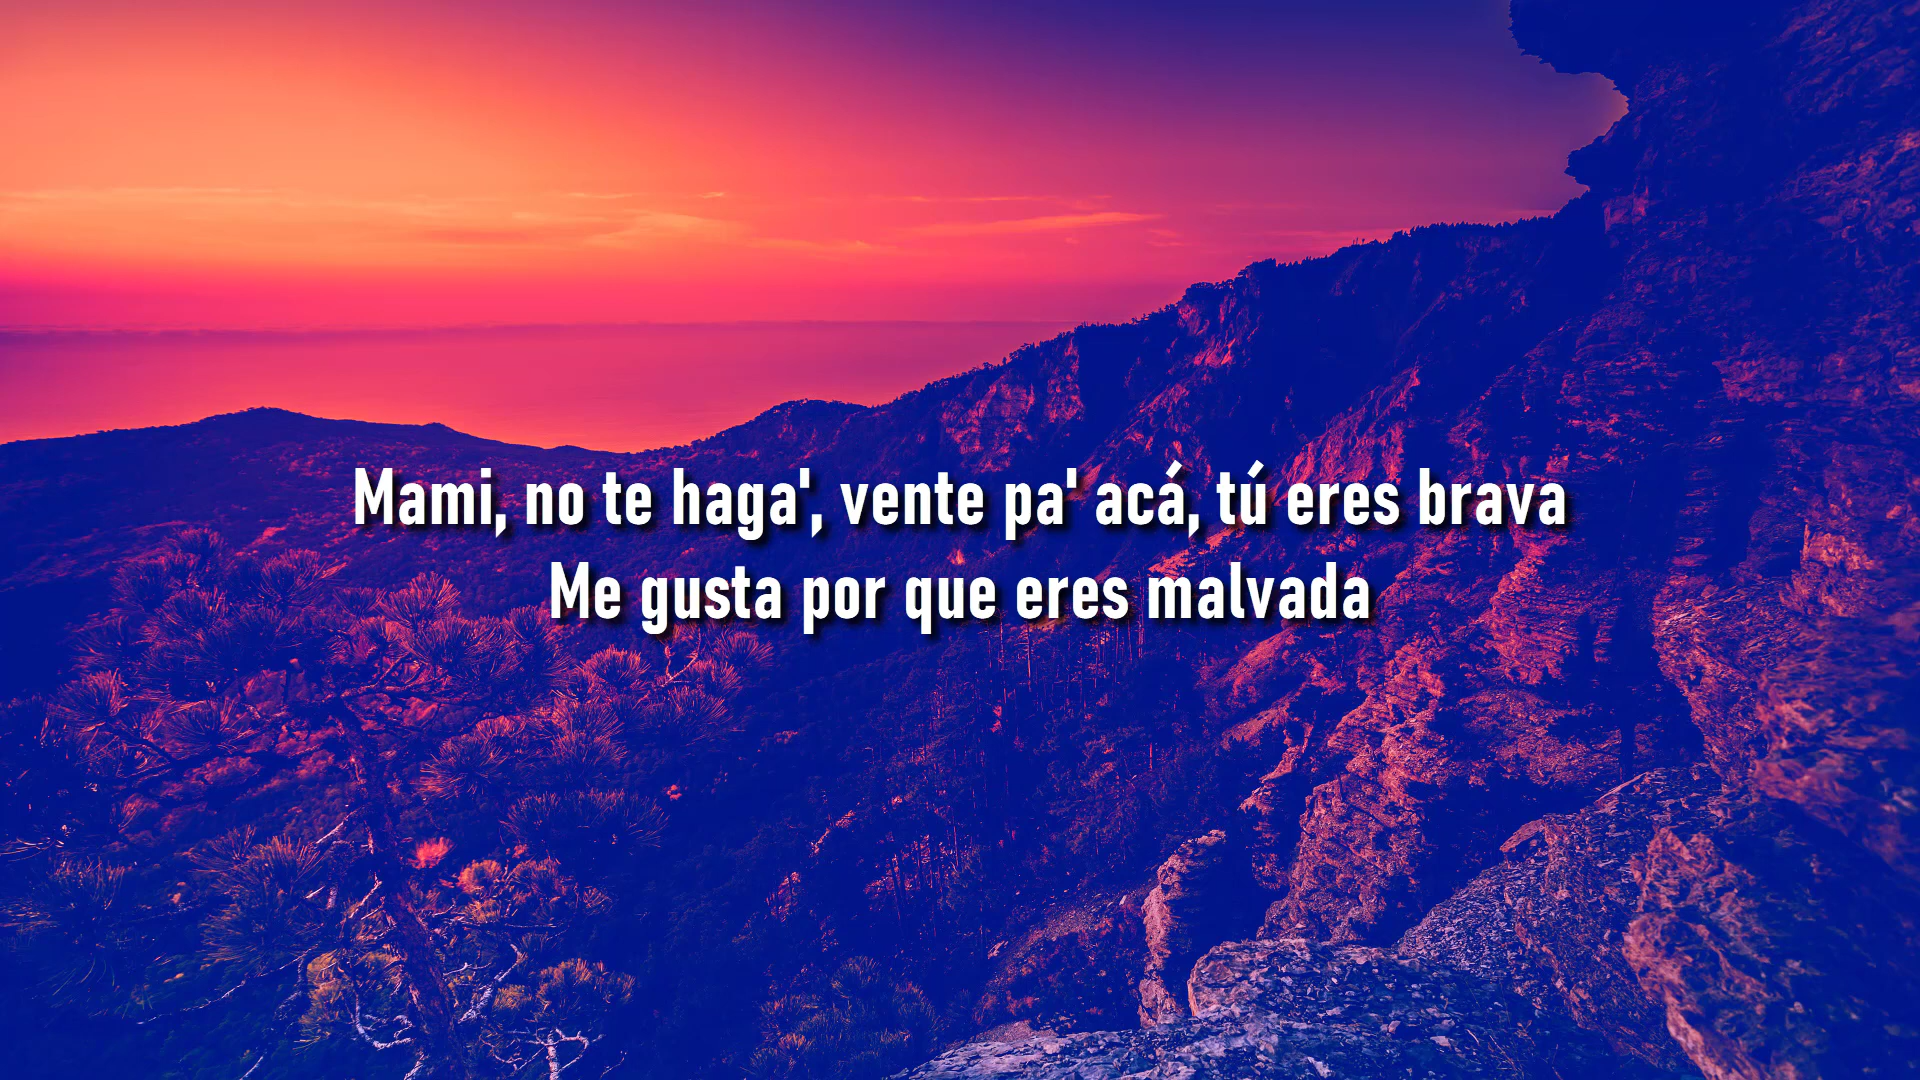 Mami, no te haga', vente pa' acá, tú eres brava
Me gusta por que eres malvada